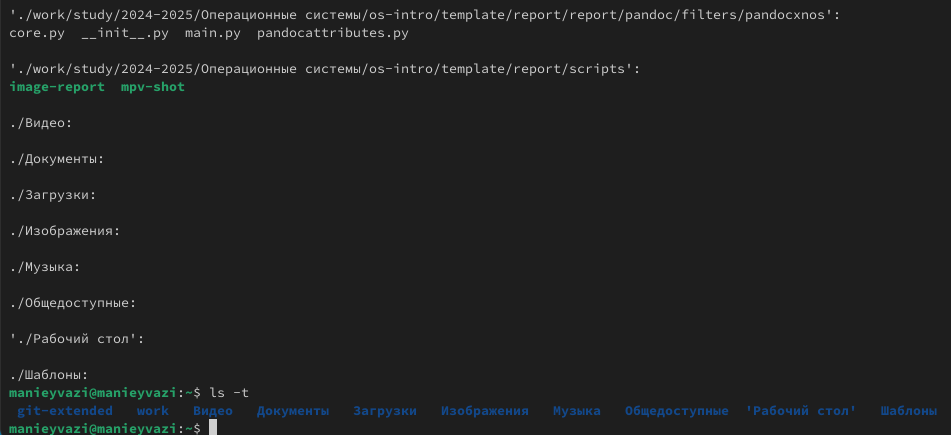 './work/study/2024-2025/Операционные системы/os-intro/template/report/report/pandoc/filters/pandocxnos':
core.py  __init__.py  main.py  pandocattributes.py
'./work/study/2024-2025/Операционные системы/os-intro/template/report/scripts':
image-report  mpv-shot
./Видео:
./Документы:
./Загрузки:
./Изображения:
./Музыка:
./Общедоступные:
'./Рабочий стол':
./Шаблоны:
manieyvazi@manieyvazi:~$ ls -t
git-extended  work  Видео  Документы  Загрузки  Изображения  Музыка  Общедоступные  'Рабочий стол'  Шаблоны
manieyvazi@manieyvazi:~$